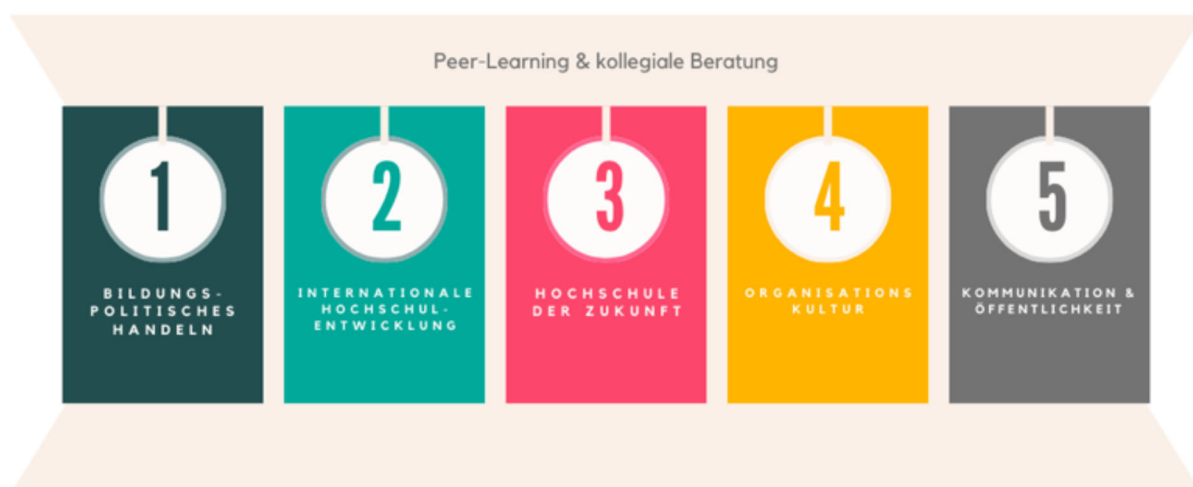 Peer-Learning & kollegiale Beratung
1
BILDUNGS-
POLITISCHES
HANDELN
2
INTERNATIONALE
HOCHSCHUL-
ENTWICKLUNG
3
HOCHSCHULE
DER ZUKUNFT
4
ORGANISATIONS
KULTUR
5
KOMMUNIKATION &
ÖFFENTLICHKEIT